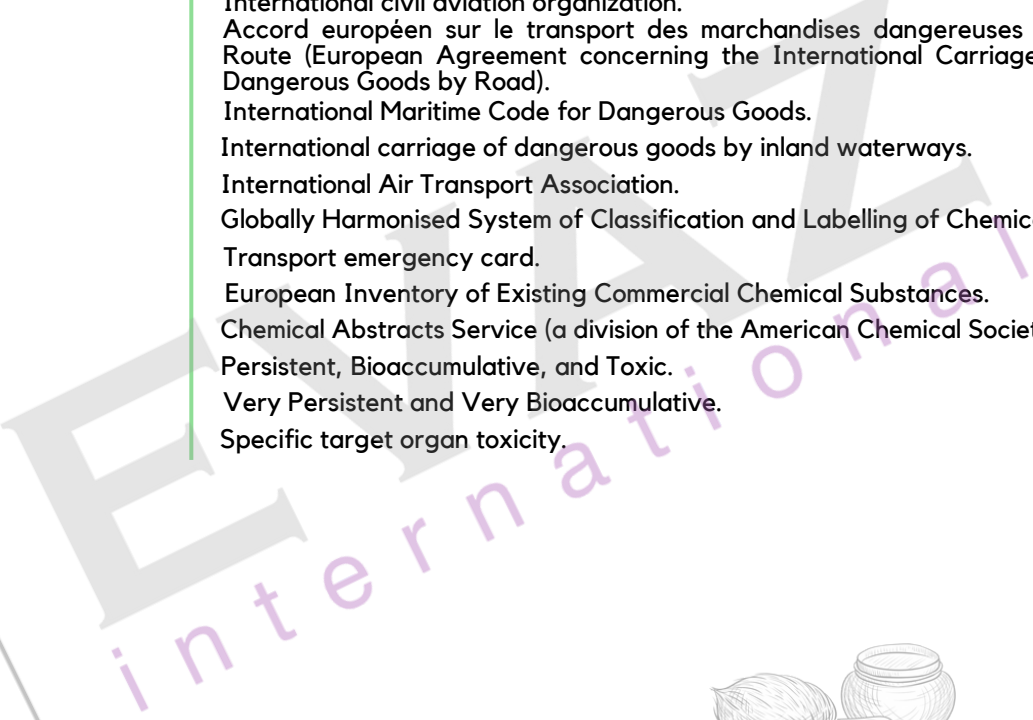 International civil aviation organization.
Accord européen sur le transport des marchandises dangereuses
Route (European Agreement concerning the International Carriage
Dangerous Goods by Road).
International Maritime Code for Dangerous Goods.
International carriage of dangerous goods by inland waterways.
International Air Transport Association.
Globally Harmonised System of Classification and Labelling of Chemic
Transport emergency card.
European Inventory of Existing Commercial Chemical Substances.
Chemical Abstracts Service (a division of the American Chemical Societ
Persistent, Bioaccumulative, and Toxic.
Very Persistent and Very Bioaccumulative.
Specific target organ toxicity.
EVAZ
international